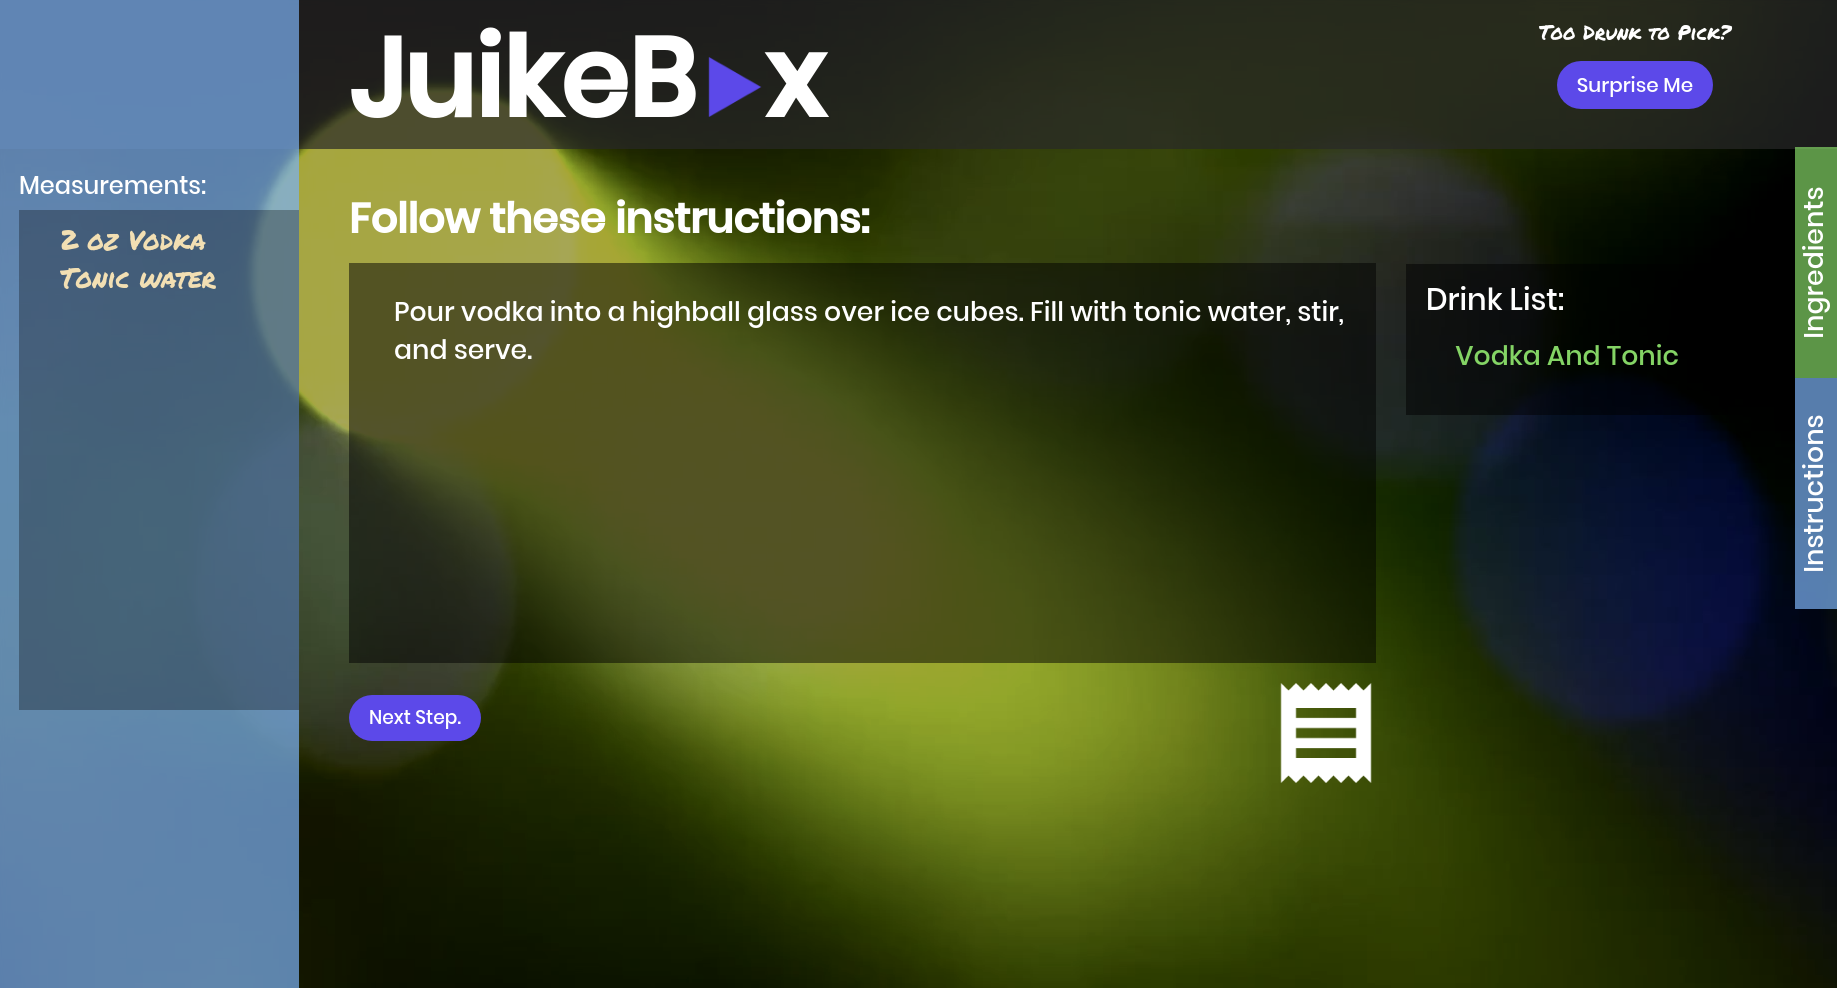 JuikeB▶x
Too Drunk to Pick?
Surprise Me
Measurements:
2 oz Vodka
Tonic water
Follow these instructions:
Pour vodka into a highball glass over ice cubes. Fill with tonic water, stir,
and serve.
Next Step.
Drink List:
Vodka And Tonic
Ingredients
Instructions